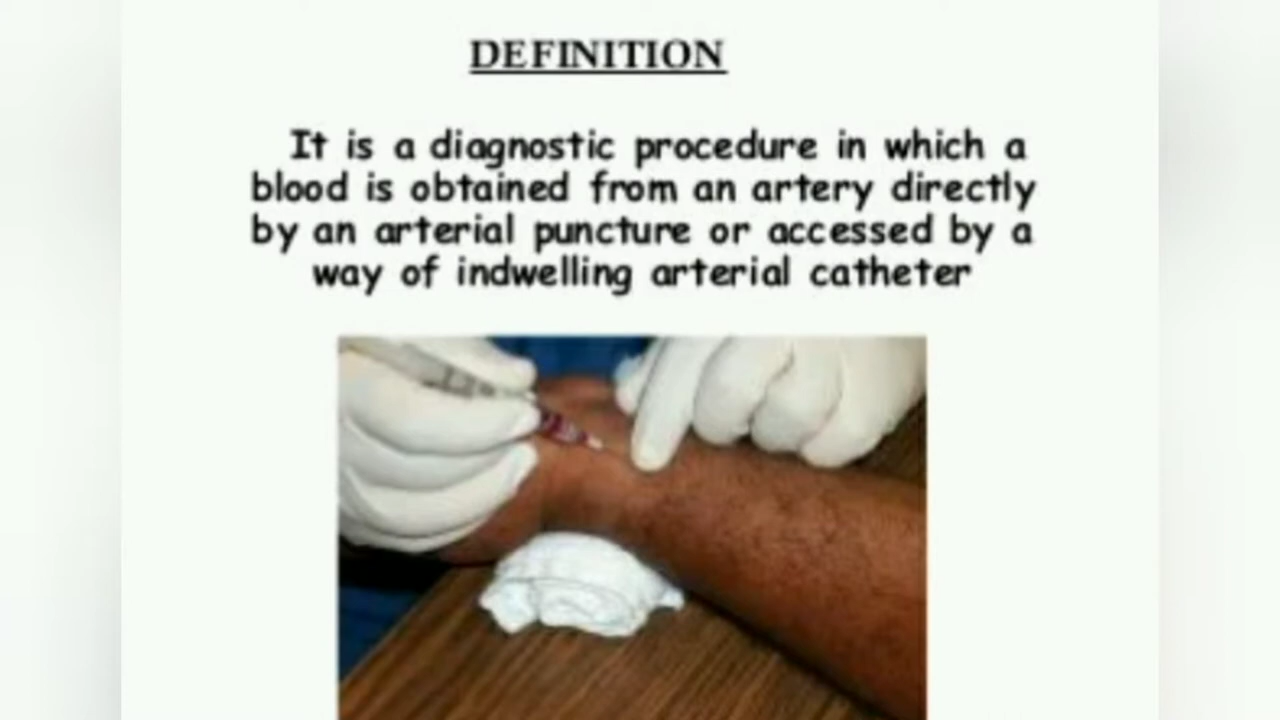 DEFINITION
It is a diagnostic procedure in which a
blood is obtained from an artery directly
by an arterial puncture or accessed by a
way of indwelling arterial catheter